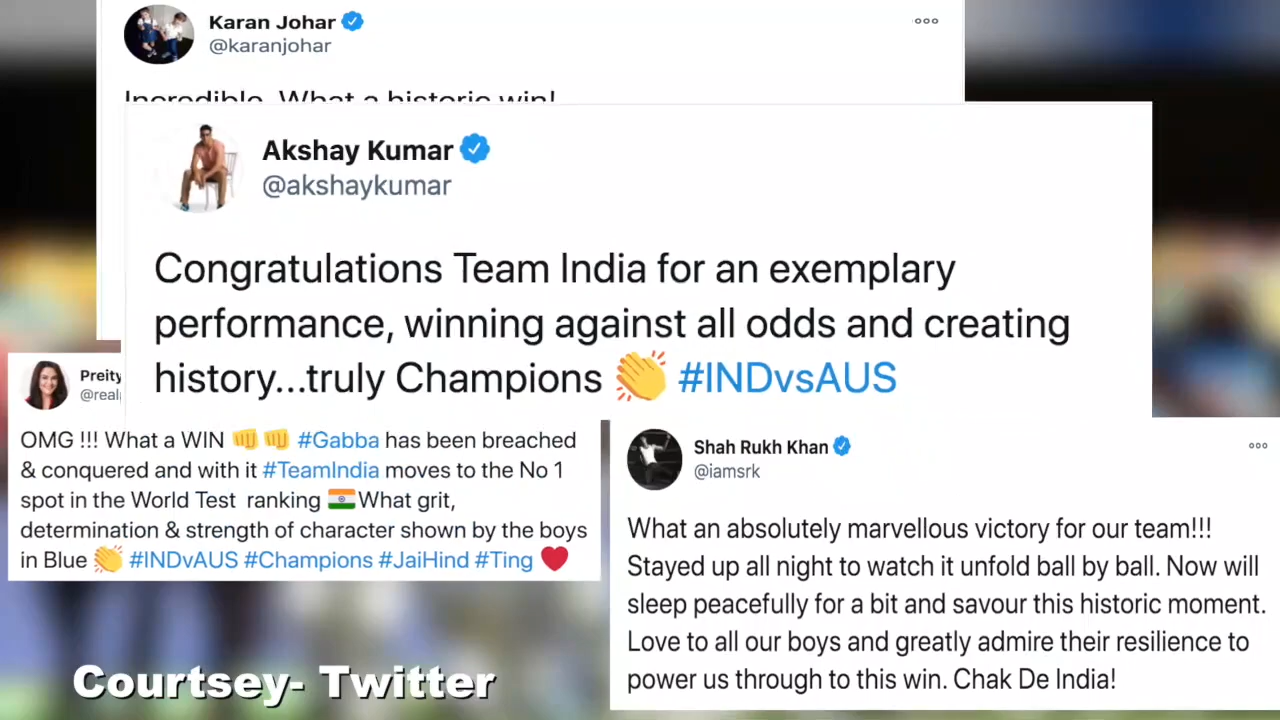 Karan Johar
@karanjohar
Incredible. What a historic win!
Akshay Kumar
@akshaykumar
Congratulations Team India for an exemplary
performance, winning against all odds and creating
history...truly Champions 👏 #INDvsAUS
Preity
@real
OMG !!! What a WIN 👊👊 #Gabba has been breached
& conquered and with it #TeamIndia moves to the No 1
spot in the World Test ranking 🇮🇳What grit,
determination & strength of character shown by the boys
in Blue 👏 #INDvAUS #Champions #JaiHind #Ting ❤️
Shah Rukh Khan
@iamsrk
What an absolutely marvellous victory for our team!!!
Stayed up all night to watch it unfold ball by ball. Now will
sleep peacefully for a bit and savour this historic moment.
Love to all our boys and greatly admire their resilience to
power us through to this win. Chak De India!
Courtsey- Twitter